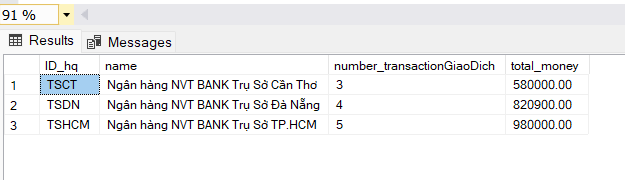 91 %
Results Messages
ID_hq name number_transactionGiaoDich total_money
1 TSCT Ngân hàng NVT BANK Trụ Sở Cần Thơ 3 580000.00
2 TSDN Ngân hàng NVT BANK Trụ Sở Đà Nẵng 4 820900.00
3 TSHCM Ngân hàng NVT BANK Trụ Sở TP.HCM 5 980000.00